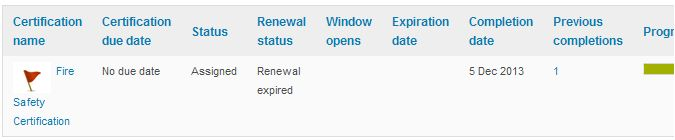 Certification name Certification due date Status Renewal status Window opens Expiration date Completion date Previous completions Progr
Fire Safety Certification No due date Assigned Renewal expired 5 Dec 2013 1